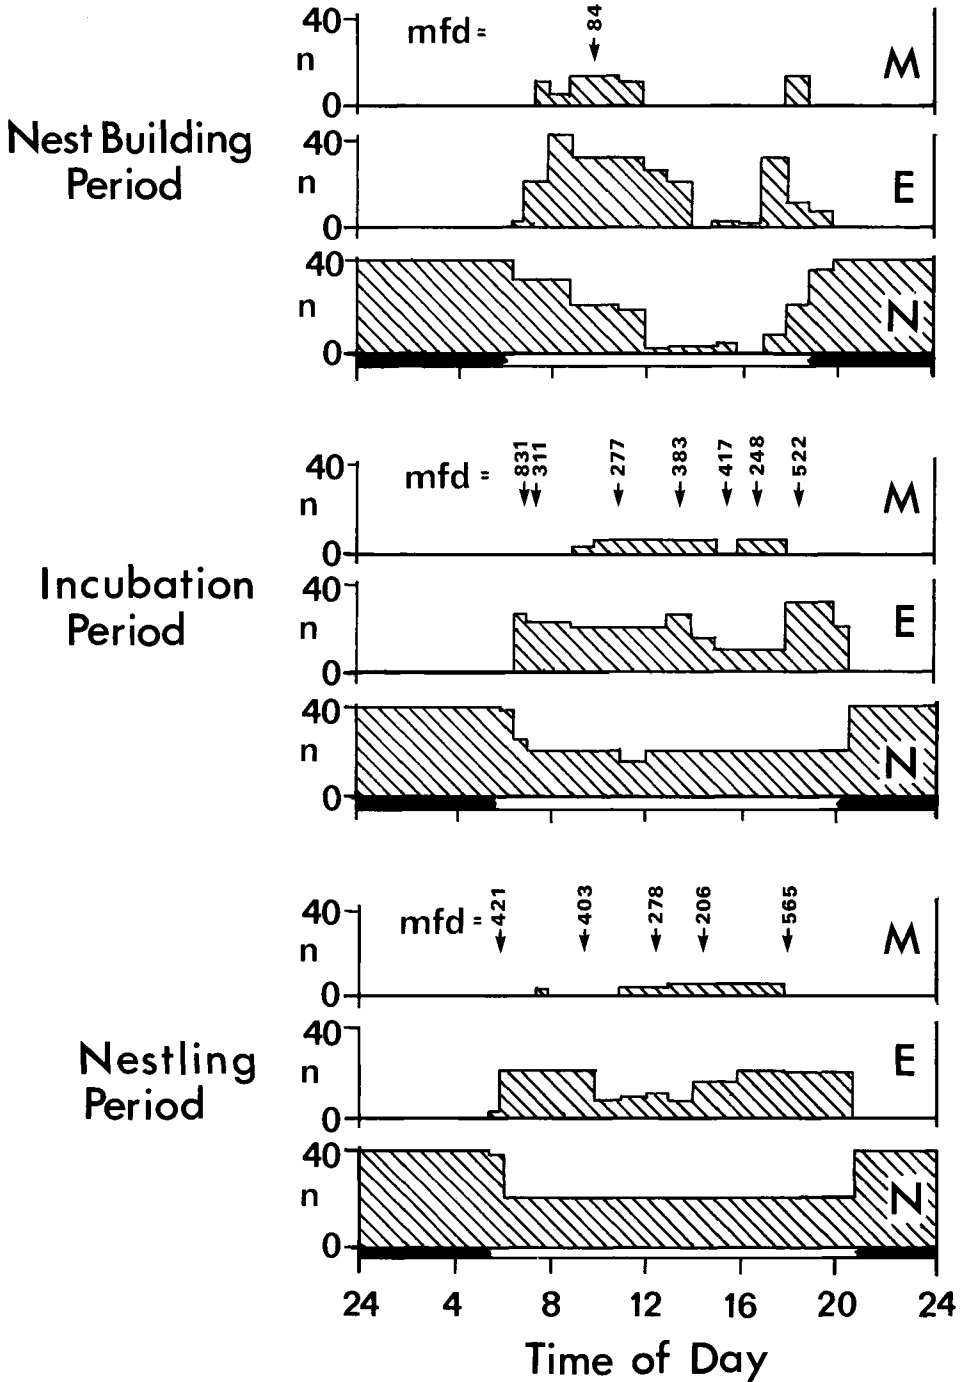 Nest Building
Period
40
n
0
mfd = 84
M
40
n
0
E
40
n
0
N
Incubation
Period
40
n
0
mfd = 831 311 277 383 417 248 522
M
40
n
0
E
40
n
0
N
Nestling
Period
40
n
0
mfd = 421 403 278 206 565
M
40
n
0
E
40
n
0
N
24 4 8 12 16 20 24
Time of Day